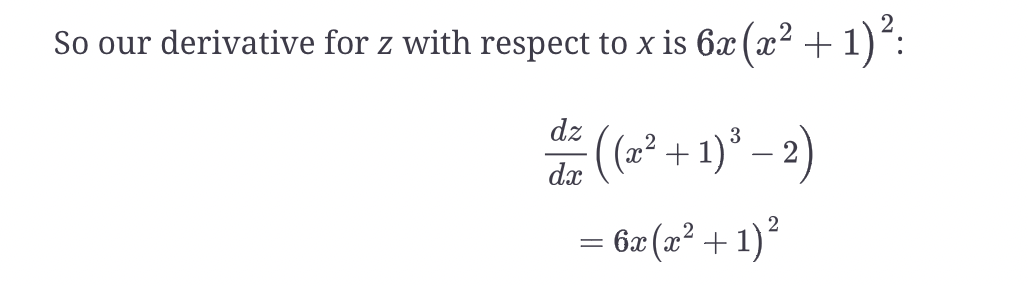 So our derivative for z with respect to x is 6x(x² + 1)²:
dz/dx ((x² + 1)³ − 2)
= 6x(x² + 1)²